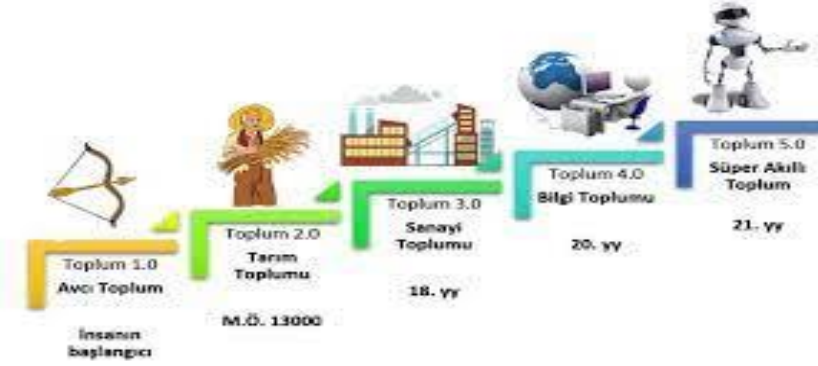 Toplum 1.0
Avcı Toplum
İnsanın
başlangıcı
Toplum 2.0
Tarım
Toplumu
M.Ö. 13000
Toplum 3.0
Sanayi
Toplumu
18. yy
Toplum 4.0
Bilgi Toplumu
20. yy
Toplum 5.0
Süper Akıllı
Toplum
21. yy